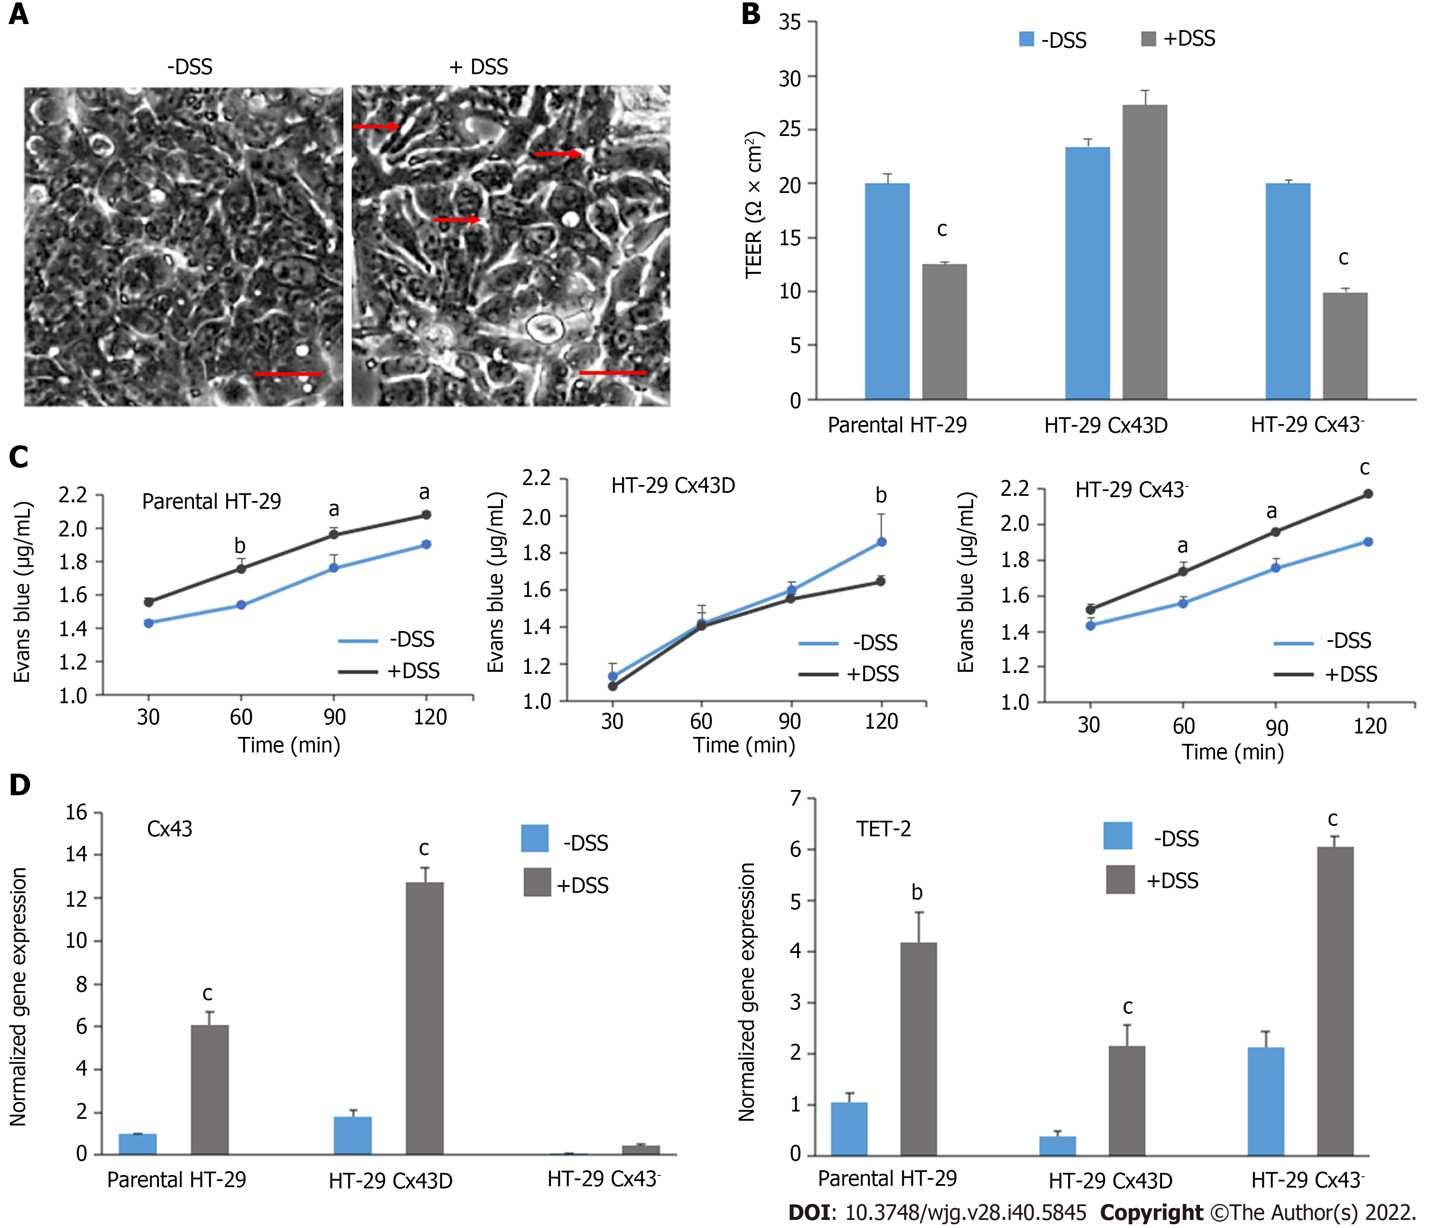 A
-DSS
+ DSS
B
TEER (Ω × cm²)
35
30
25
20
15
10
5
0
-DSS
+DSS
c
c
Parental HT-29
HT-29 Cx43D
HT-29 Cx43⁻
C
Evans blue (µg/mL)
2.2
2.0
1.8
1.6
1.4
1.2
1.0
Parental HT-29
b
a
a
-DSS
+DSS
30
60
90
120
Time (min)
Evans blue (µg/mL)
2.2
2.0
1.8
1.6
1.4
1.2
1.0
HT-29 Cx43D
b
-DSS
+DSS
30
60
90
120
Time (min)
Evans blue (µg/mL)
2.2
2.0
1.8
1.6
1.4
1.2
1.0
HT-29 Cx43⁻
a
a
c
-DSS
+DSS
30
60
90
120
Time (min)
D
Normalized gene expression
16
14
12
10
8
6
4
2
0
Cx43
-DSS
+DSS
c
c
Parental HT-29
HT-29 Cx43D
HT-29 Cx43⁻
Normalized gene expression
7
6
5
4
3
2
1
0
TET-2
-DSS
+DSS
b
c
c
Parental HT-29
HT-29 Cx43D
HT-29 Cx43⁻
DOI: 10.3748/wjg.v28.i40.5845 Copyright ©The Author(s) 2022.